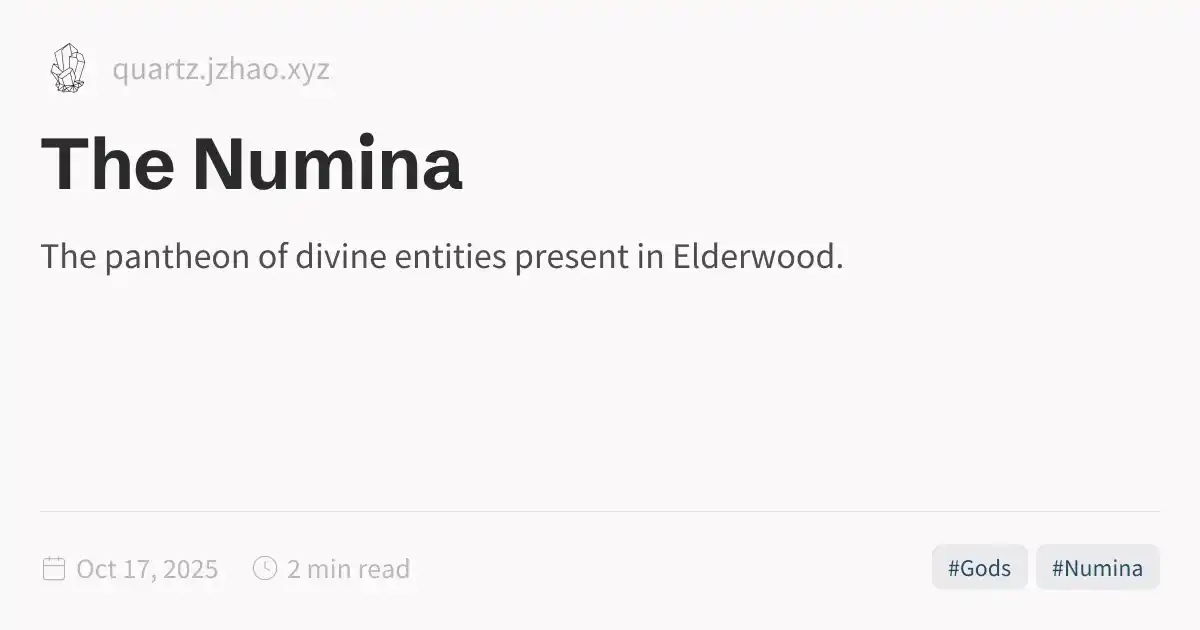 quartz.jzhao.xyz
The Numina
The pantheon of divine entities present in Elderwood.
Oct 17, 2025 2 min read #Gods #Numina